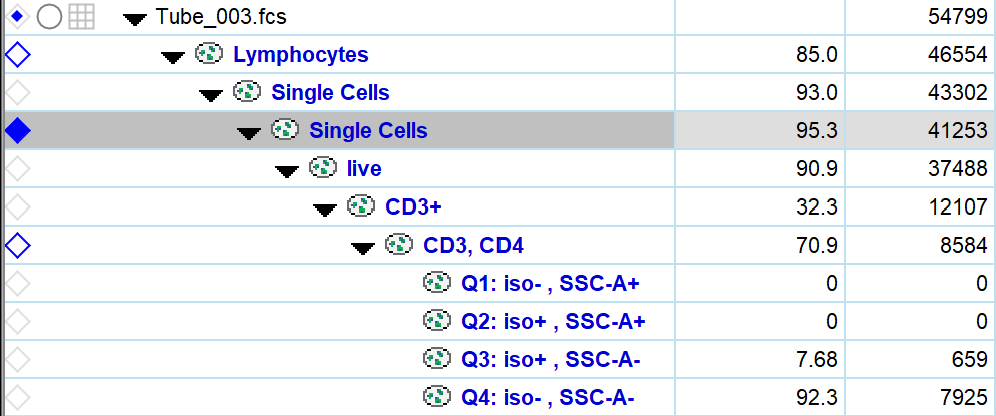 Tube_003.fcs 54799
Lymphocytes 85.0 46554
Single Cells 93.0 43302
Single Cells 95.3 41253
live 90.9 37488
CD3+ 32.3 12107
CD3, CD4 70.9 8584
Q1: iso- , SSC-A+ 0 0
Q2: iso+ , SSC-A+ 0 0
Q3: iso+ , SSC-A- 7.68 659
Q4: iso- , SSC-A- 92.3 7925